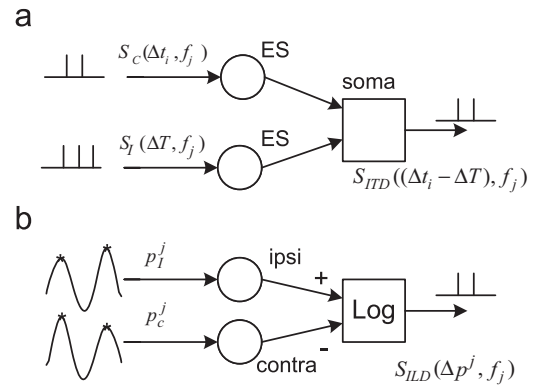 a
S_C(Δt_i, f_j)
ES
soma
S_I(ΔT, f_j)
ES
S_ITD((Δt_i − ΔT), f_j)
b
p_I^j
ipsi
+
Log
p_c^j
contra
-
S_ILD(Δp^j, f_j)